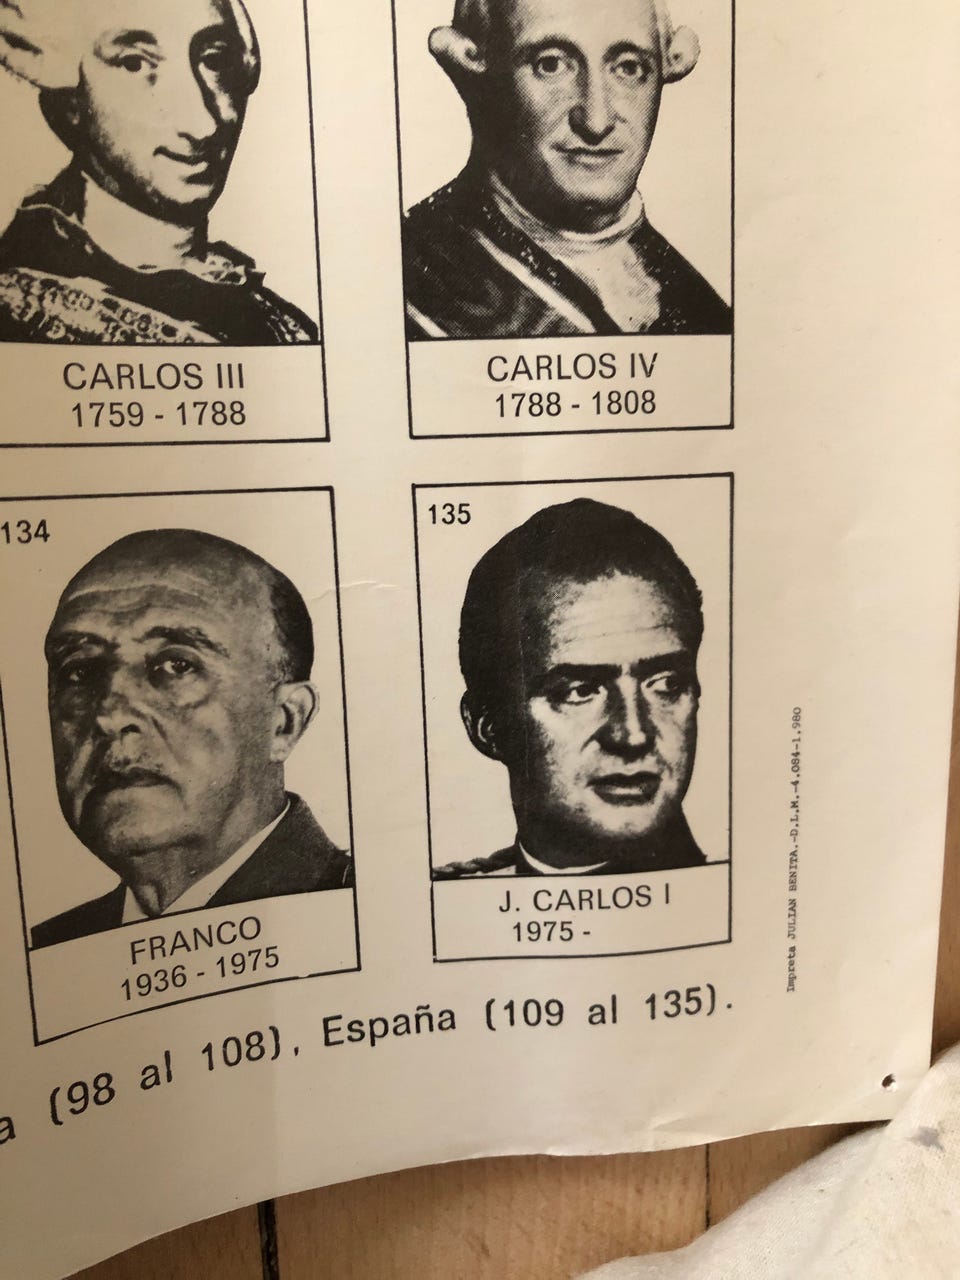 CARLOS III
1759 - 1788
CARLOS IV
1788 - 1808
134
FRANCO
1936 - 1975
135
J. CARLOS I
1975 -
a (98 al 108), España (109 al 135).
Impreta JULIAN BENITA.-D.L.M.-4.084-1.980